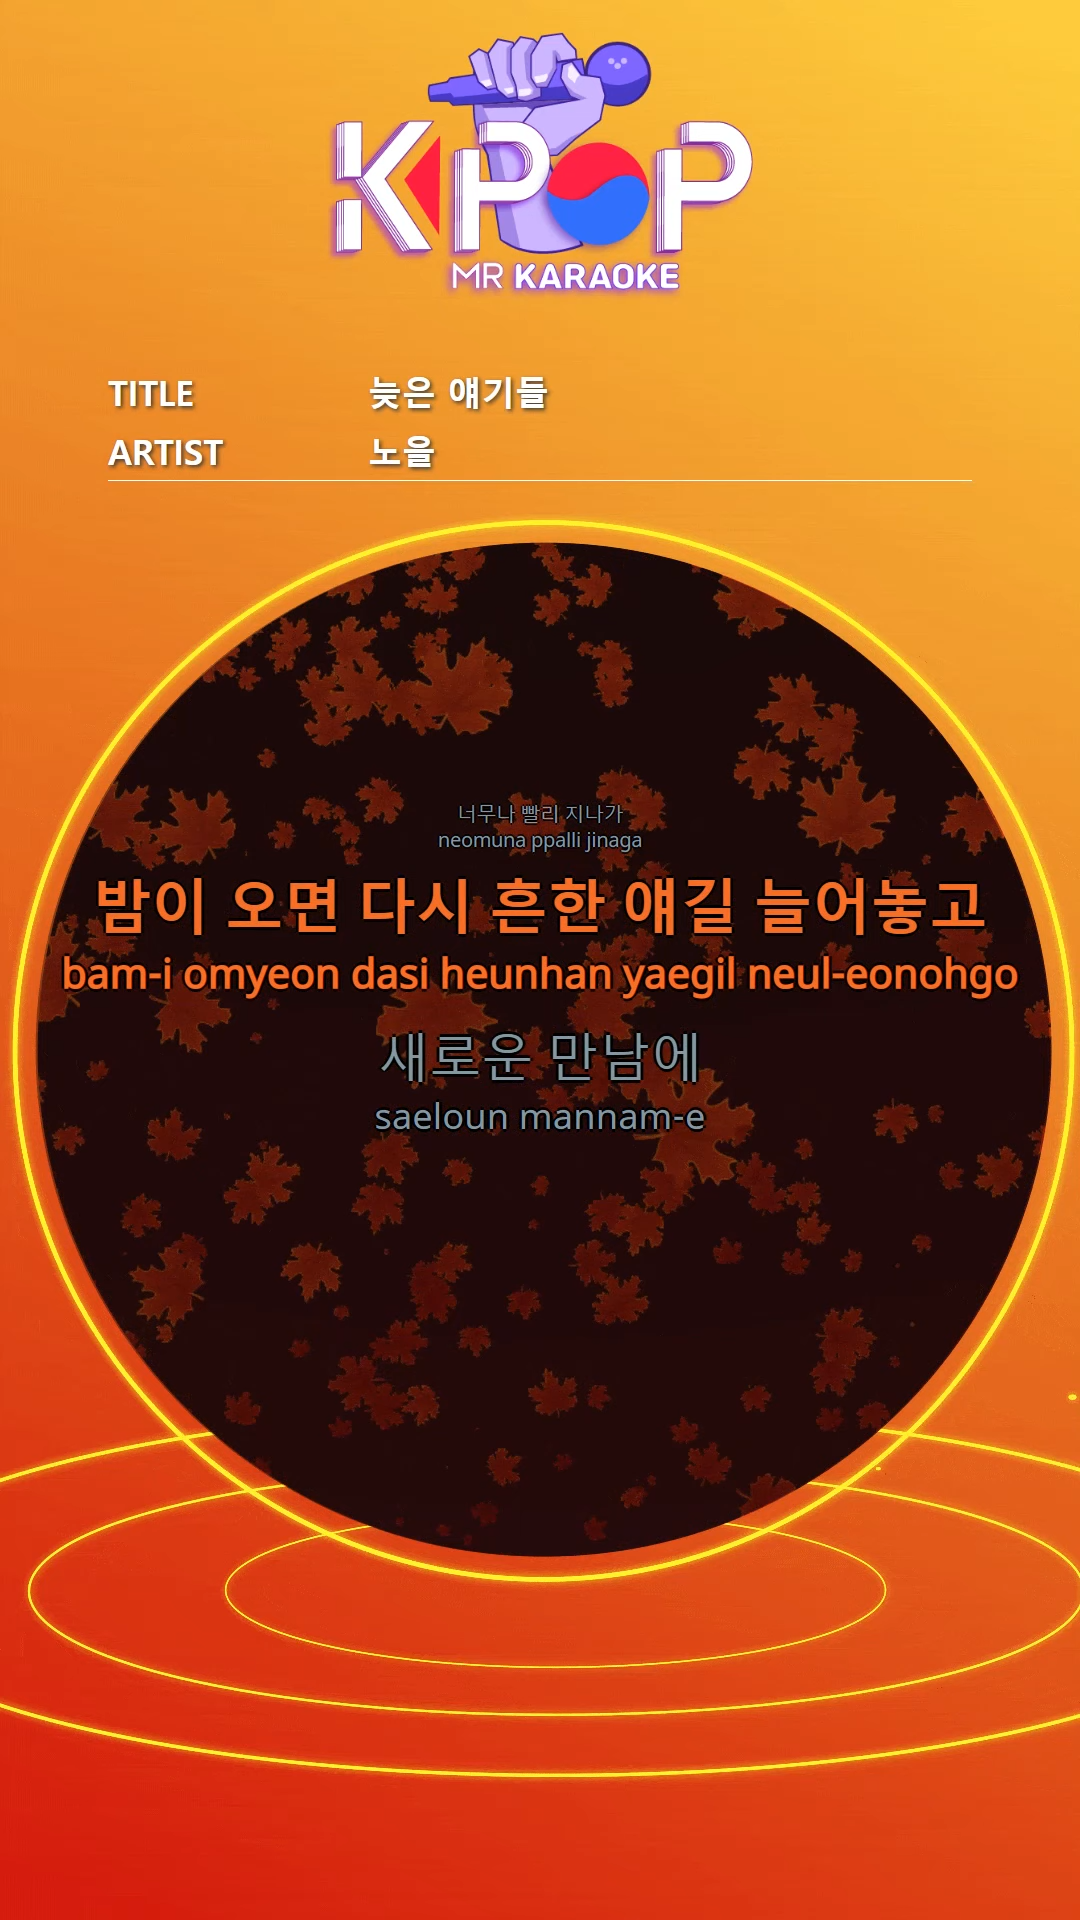 KPOP
MR KARAOKE
TITLE 늦은 얘기들
ARTIST 노을
너무나 빨리 지나가
neomuna ppalli jinaga
밤이 오면 다시 흔한 얘길 늘어놓고
bam-i omyeon dasi heunhan yaegil neul-eonohgo
새로운 만남에
saeloun mannam-e